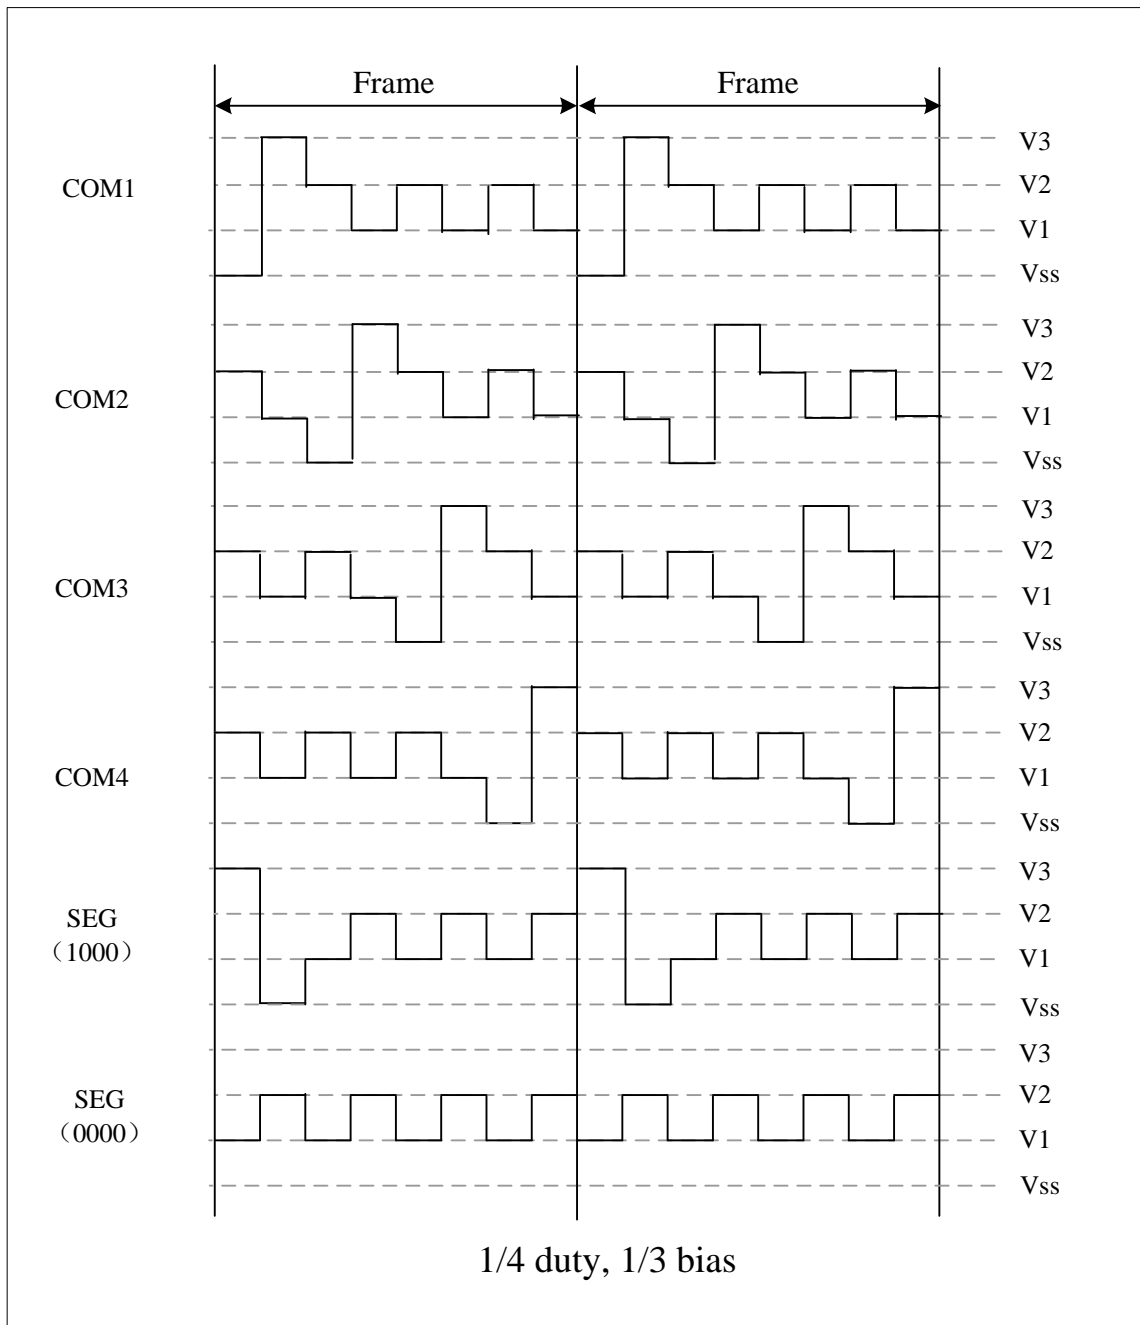 Frame Frame
V3
COM1
V2
V1
Vss
V3
V2
COM2
V1
Vss
V3
V2
COM3
V1
Vss
V3
V2
COM4
V1
Vss
V3
SEG
（1000）
V2
V1
Vss
V3
SEG
（0000）
V2
V1
Vss
1/4 duty, 1/3 bias